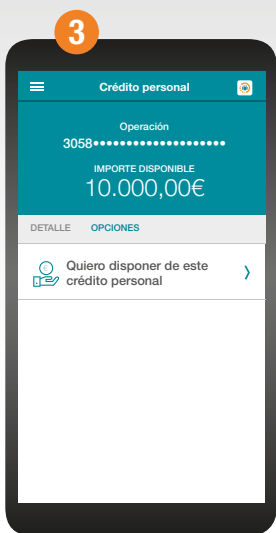 3
Crédito personal
Operación
3058••••••••••••••••••••
IMPORTE DISPONIBLE
10.000,00€
DETALLE OPCIONES
Quiero disponer de este
crédito personal